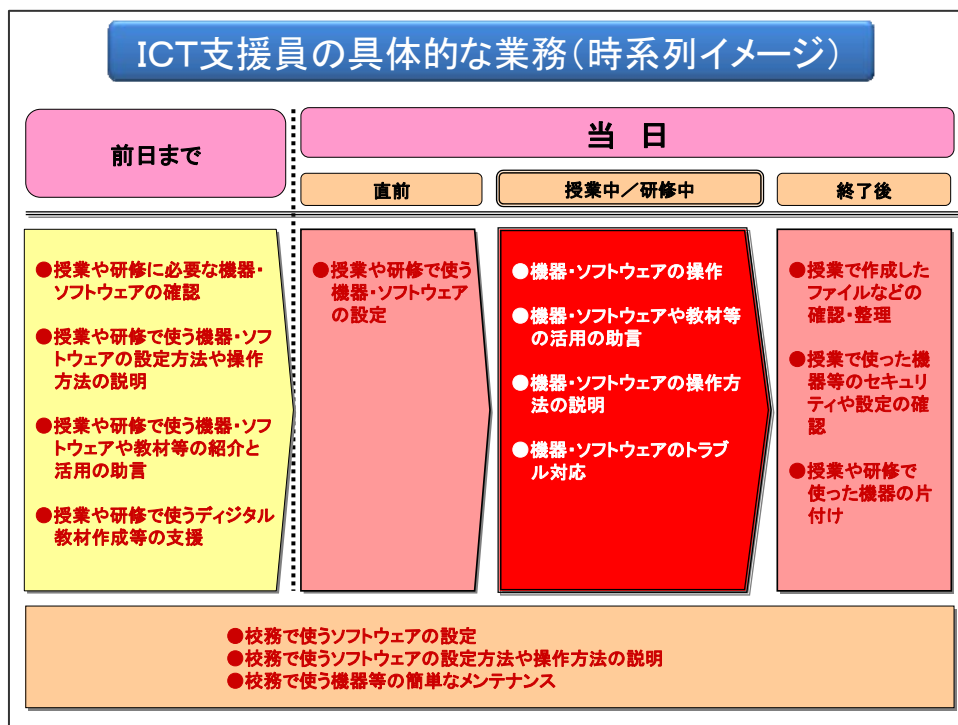 ICT支援員の具体的な業務(時系列イメージ)
前日まで
当　日
直前
授業中／研修中
終了後
●授業や研修に必要な機器・
ソフトウェアの確認
●授業や研修で使う機器・ソフ
トウェアの設定方法や操作
方法の説明
●授業や研修で使う機器・ソフ
トウェアや教材等の紹介と
活用の助言
●授業や研修で使うディジタル
教材作成等の支援
●授業や研修で使う
機器・ソフトウェア
の設定
●機器・ソフトウェアの操作
●機器・ソフトウェアや教材等
の活用の助言
●機器・ソフトウェアの操作方
法の説明
●機器・ソフトウェアのトラブ
ル対応
●授業で作成した
ファイルなどの
確認・整理
●授業で使った機
器等のセキュリ
ティや設定の確
認
●授業や研修で
使った機器の片
付け
●校務で使うソフトウェアの設定
●校務で使うソフトウェアの設定方法や操作方法の説明
●校務で使う機器等の簡単なメンテナンス